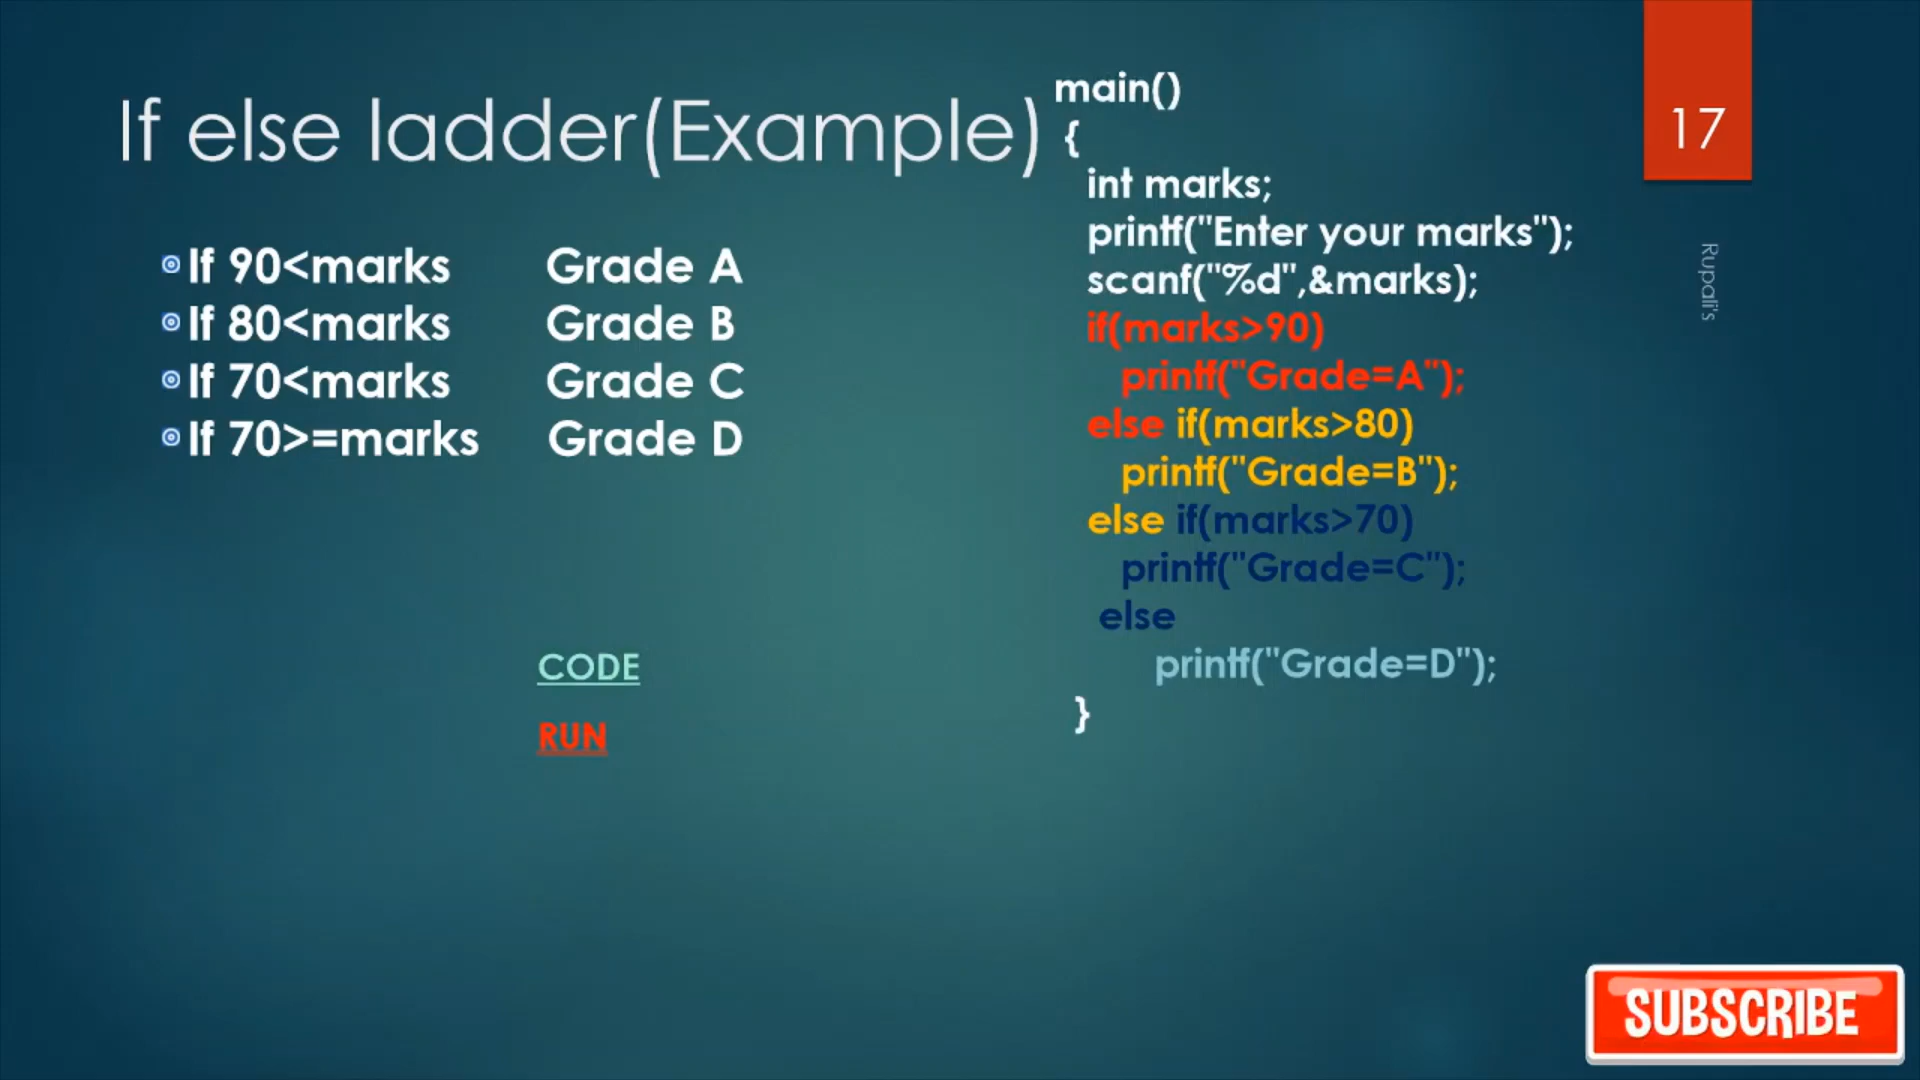 If else ladder(Example)
If 90<marks Grade A
If 80<marks Grade B
If 70<marks Grade C
If 70>=marks Grade D
CODE
RUN
main()
{
int marks;
printf("Enter your marks");
scanf("%d",&marks);
if(marks>90)
printf("Grade=A");
else if(marks>80)
printf("Grade=B");
else if(marks>70)
printf("Grade=C");
else
printf("Grade=D");
}
17
Rupali's
SUBSCRIBE